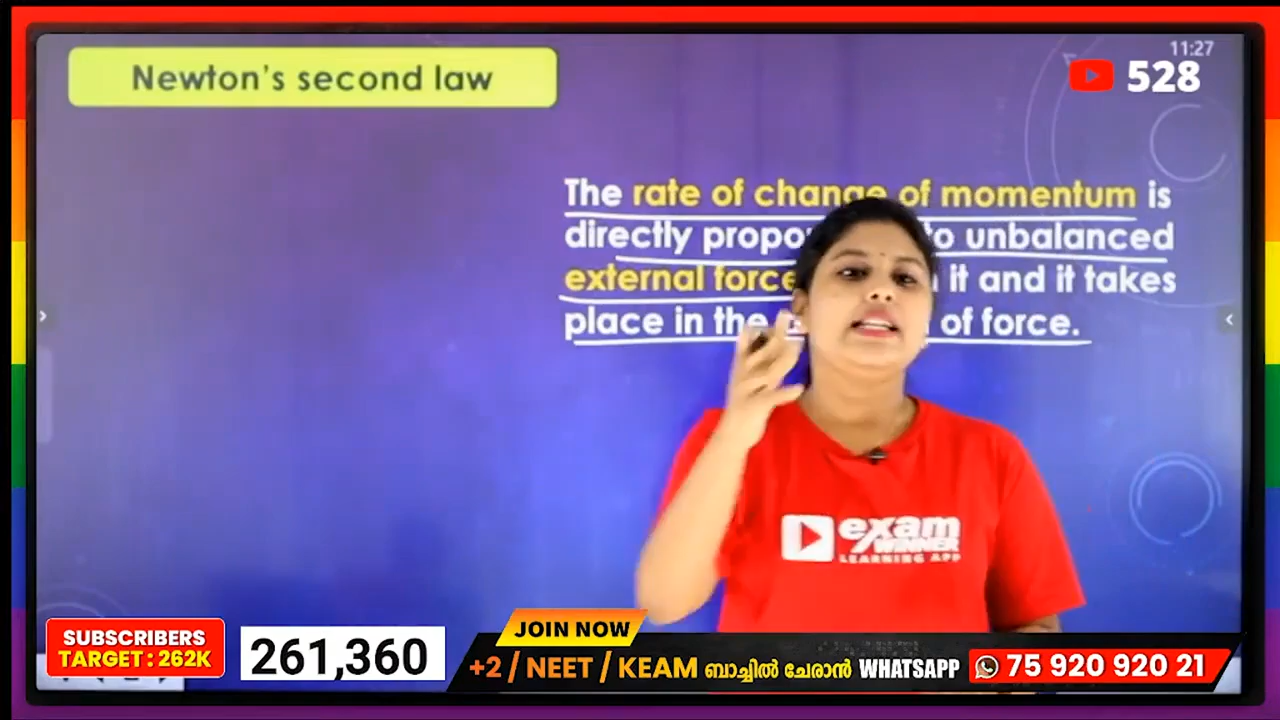 Newton's second law
11:27
528
The rate of change of momentum is
directly propo to unbalanced
external force it and it takes
place in the of force.
exam
WINNER
LEARNING APP
JOIN NOW
SUBSCRIBERS
TARGET : 262K
261,360
+2 / NEET / KEAM ബാച്ചിൽ ചേരാൻ WHATSAPP 75 920 920 21